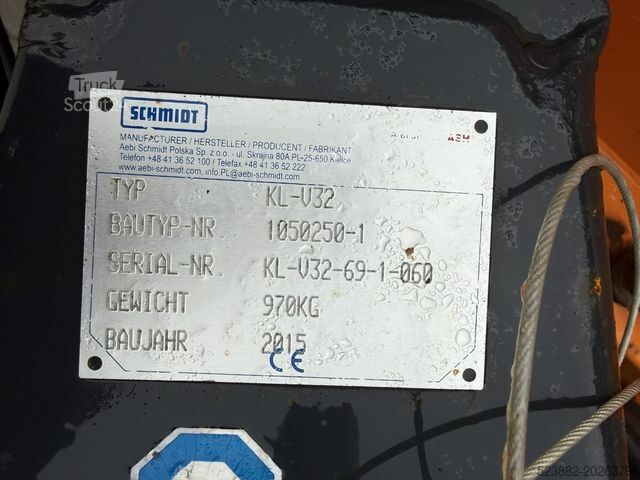 Truck
Scout
SCHMIDT
MANUFACTURER / HERSTELLER / PRODUCENT / FABRIKANT
Aebi Schmidt Polska Sp. z o.o. - ul. Skrajna 80A PL-25-650 Kielce
Telefon +48 41 36 52 100 / Telefax +48 41 36 52 222
www.aebi-schmidt.com, info.PL@aebi-schmidt.com
TYP KL-V32
BAUTYP-NR 1050250-1
SERIAL-NR. KL-V32-69-1-060
GEWICHT 970KG
BAUJAHR 2015
CE